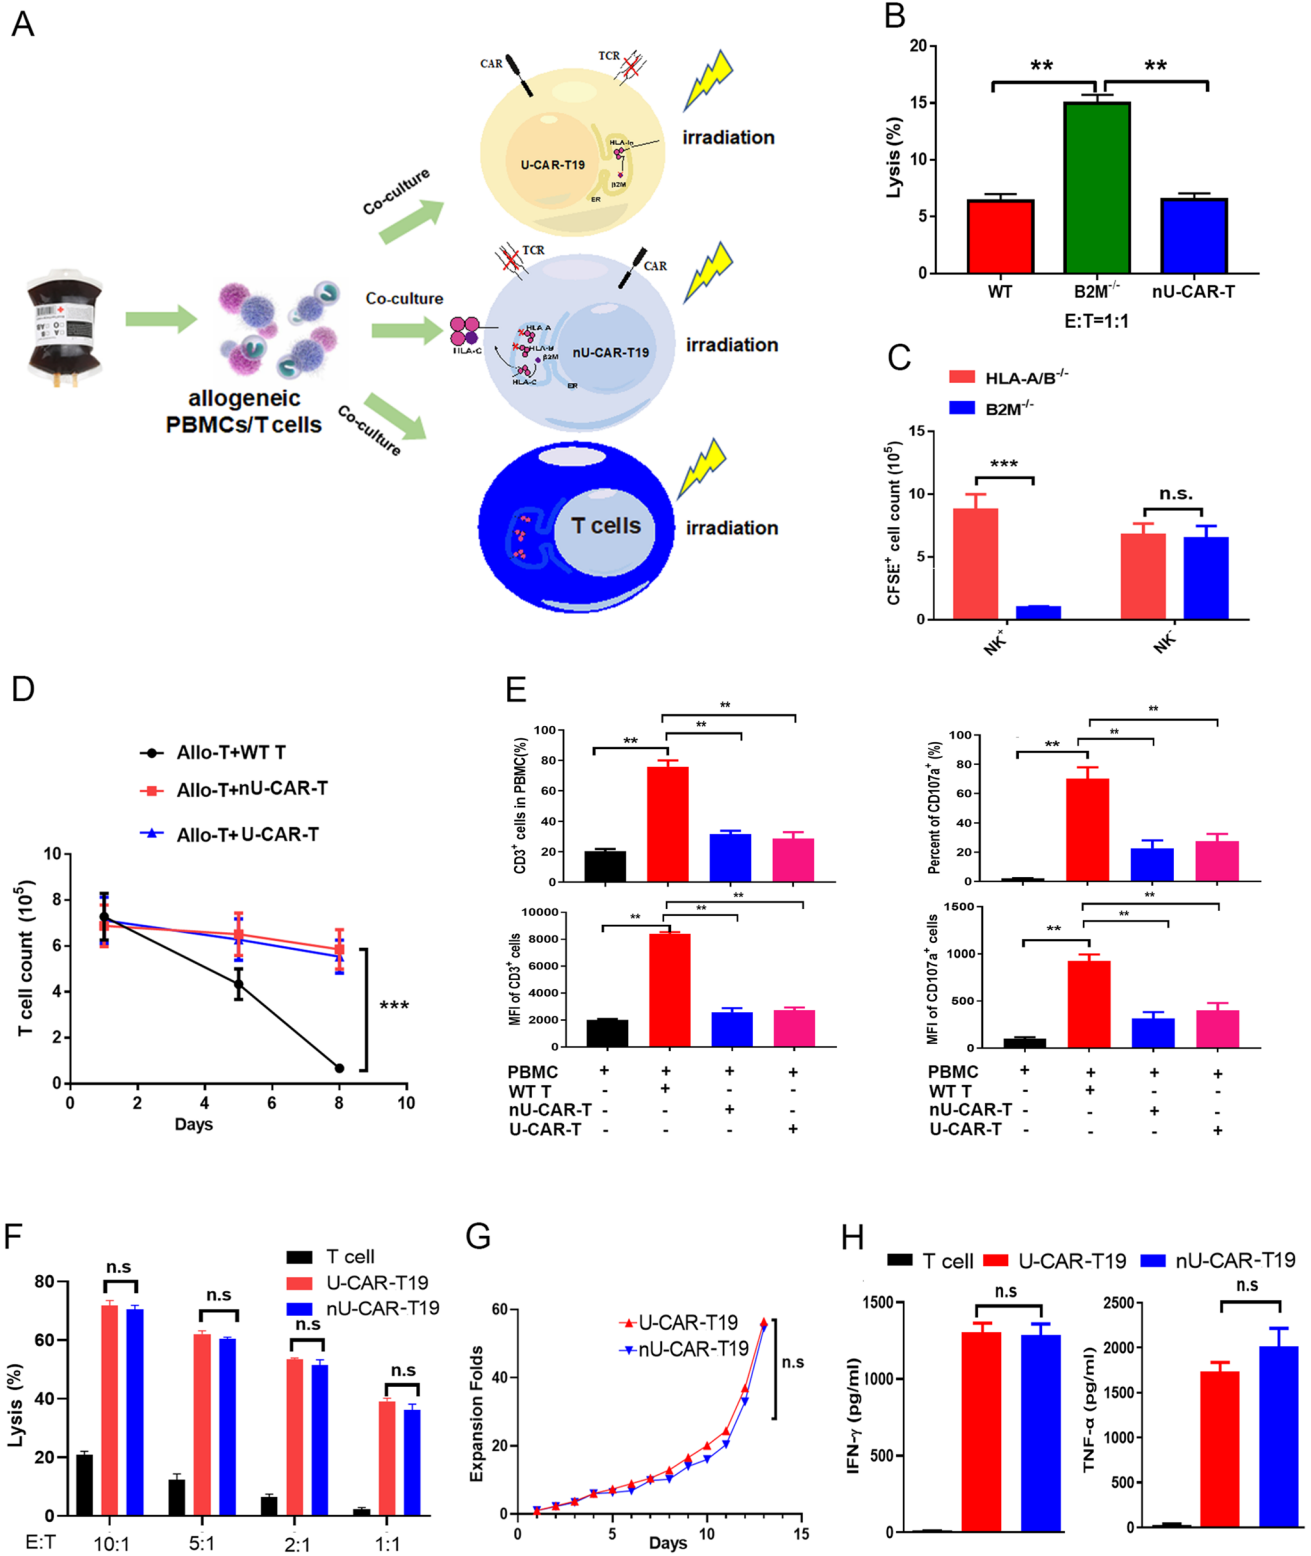 A
CAR
TCR
U-CAR-T19
HLA-Ia
β2M
ER
irradiation
Co-culture
TCR
CAR
Co-culture
HLA-C
HLA-A
HLA-B
β2M
HLA-C
nU-CAR-T19
ER
irradiation
allogeneic
PBMCs/T cells
Co-culture
T cells
irradiation
B
Lysis (%)
20
15
10
5
0
** **
WT B2M-/- nU-CAR-T
E:T=1:1
C
HLA-A/B-/-
B2M-/-
CFSE+ cell count (10⁵)
15
10
5
0
***
n.s.
NK+ NK-
D
Allo-T+WT T
Allo-T+nU-CAR-T
Allo-T+U-CAR-T
T cell count (10⁵)
10
8
6
4
2
0
***
0 2 4 6 8 10
Days
E
CD3+ cells in PBMC(%)
100
80
60
40
20
0
**
**
**
Percent of CD107a+ (%)
100
80
60
40
20
0
**
**
**
MFI of CD3+ cells
10000
8000
6000
4000
2000
0
**
**
**
MFI of CD107a+ cells
1500
1000
500
0
**
**
**
PBMC + + + +
WT T - + - -
nU-CAR-T - - + -
U-CAR-T - - - +
PBMC + + + +
WT T - + - -
nU-CAR-T - - + -
U-CAR-T - - - +
F
T cell
U-CAR-T19
nU-CAR-T19
Lysis (%)
80
60
40
20
0
n.s
n.s
n.s
n.s
E:T 10:1 5:1 2:1 1:1
G
U-CAR-T19
nU-CAR-T19
Expansion Folds
60
40
20
0
n.s
0 5 10 15
Days
H
T cell U-CAR-T19 nU-CAR-T19
IFN-γ (pg/ml)
1500
1000
500
0
n.s
TNF-α (pg/ml)
2500
2000
1500
1000
500
0
n.s